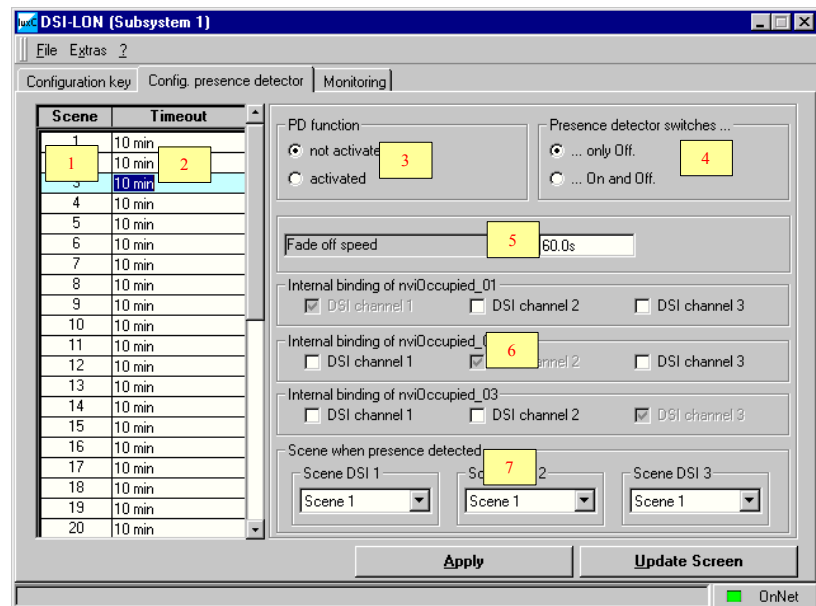 luxC DSI-LON (Subsystem 1)
File Extras ?
Configuration key Config. presence detector Monitoring
Scene Timeout
1 10 min
10 min
3 10 min
4 10 min
5 10 min
6 10 min
7 10 min
8 10 min
9 10 min
10 10 min
11 10 min
12 10 min
13 10 min
14 10 min
15 10 min
16 10 min
17 10 min
18 10 min
19 10 min
20 10 min
1
2
PD function
not activate
activated
3
Presence detector switches ...
... only Off.
... On and Off.
4
Fade off speed
5
60.0s
Internal binding of nviOccupied_01
DSI channel 1 DSI channel 2 DSI channel 3
Internal binding of nviOccupied_
6
DSI channel 1 annel 2 DSI channel 3
Internal binding of nviOccupied_03
DSI channel 1 DSI channel 2 DSI channel 3
Scene when presence detected
7
Scene DSI 1 Sc 2 Scene DSI 3
Scene 1 Scene 1 Scene 1
Apply Update Screen
OnNet